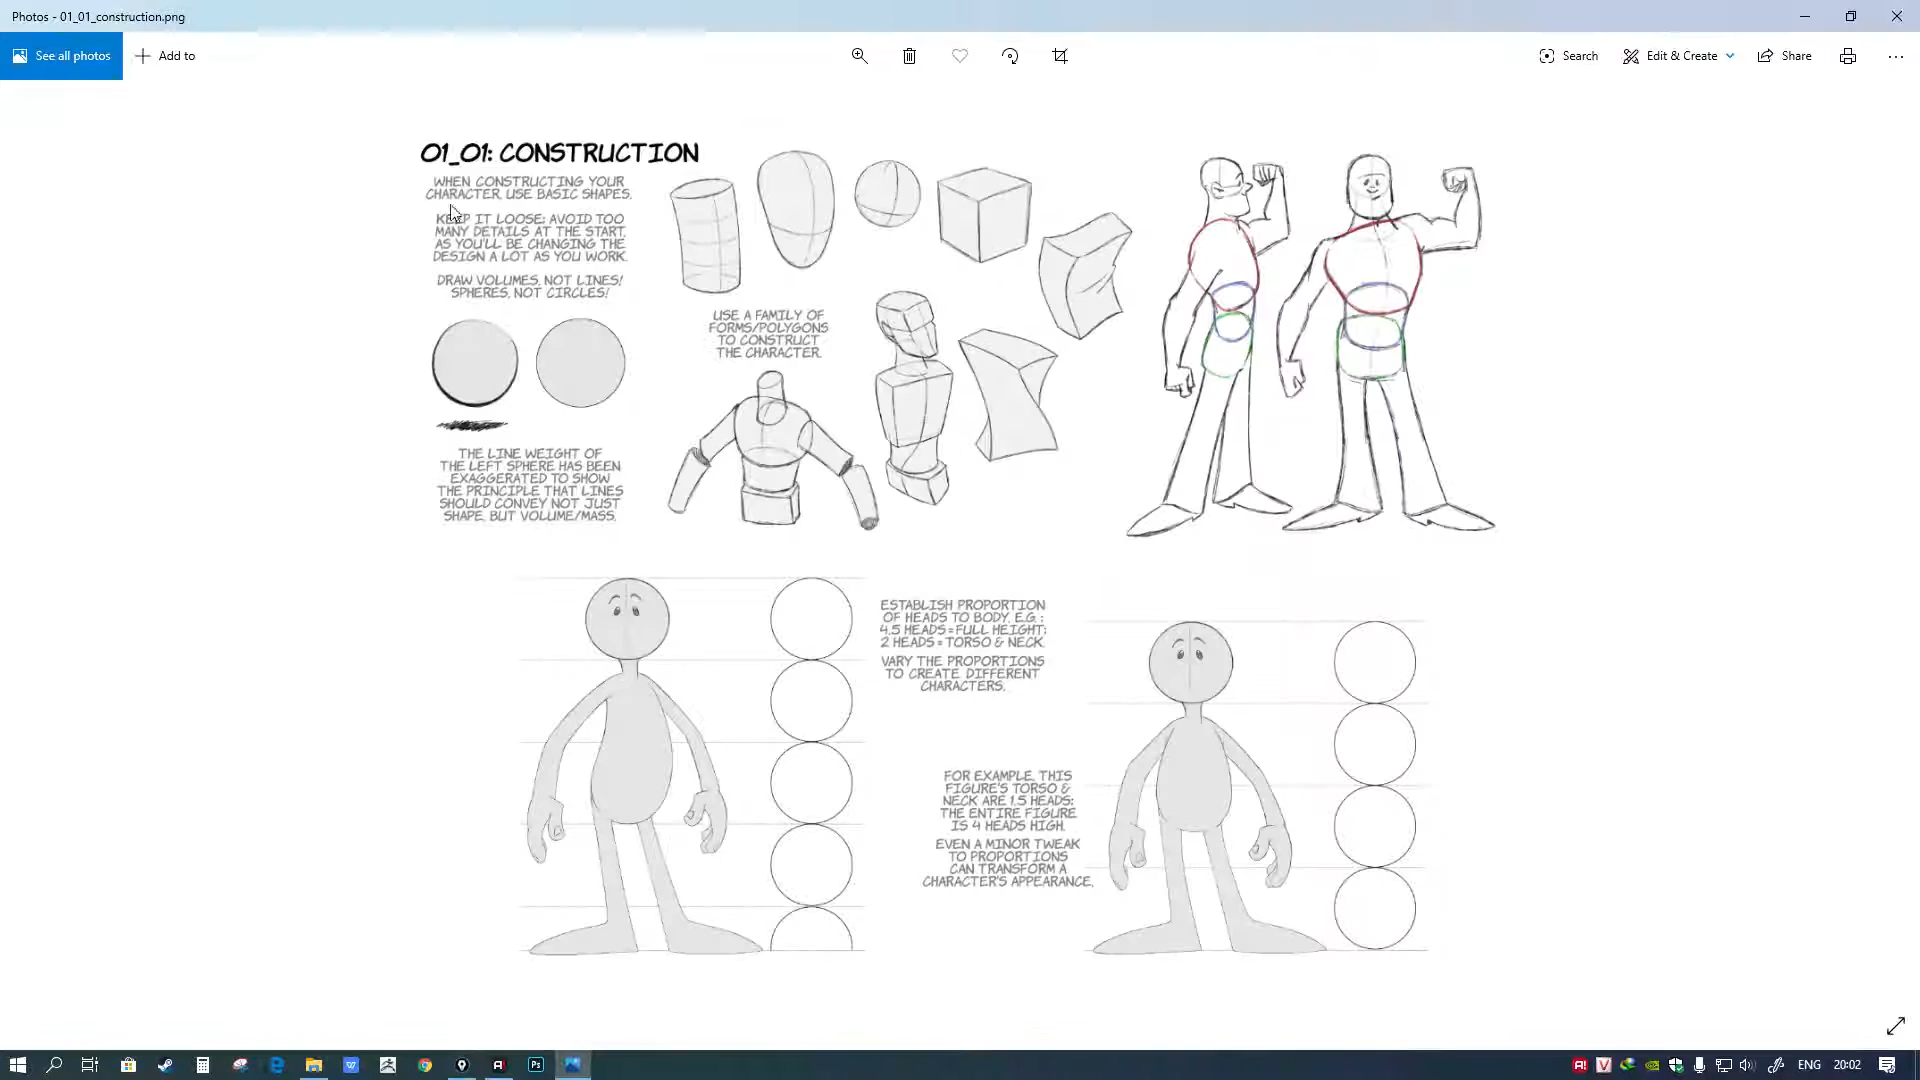 Photos - 01_01_construction.png
See all photos
Add to
Search
Edit & Create
Share
01_01: CONSTRUCTION
WHEN CONSTRUCTING YOUR
CHARACTER, USE BASIC SHAPES.
KEEP IT LOOSE; AVOID TOO
MANY DETAILS AT THE START,
AS YOU'LL BE CHANGING THE
DESIGN A LOT AS YOU WORK.
DRAW VOLUMES, NOT LINES!
SPHERES, NOT CIRCLES!
THE LINE WEIGHT OF
THE LEFT SPHERE HAS BEEN
EXAGGERATED TO SHOW
THE PRINCIPLE THAT LINES
SHOULD CONVEY NOT JUST
SHAPE, BUT VOLUME/MASS.
USE A FAMILY OF
FORMS/POLYGONS
TO CONSTRUCT
THE CHARACTER.
ESTABLISH PROPORTION
OF HEADS TO BODY, E.G.:
4.5 HEADS=FULL HEIGHT;
2 HEADS = TORSO & NECK.
VARY THE PROPORTIONS
TO CREATE DIFFERENT
CHARACTERS.
FOR EXAMPLE, THIS
FIGURE'S TORSO &
NECK ARE 1.5 HEADS;
THE ENTIRE FIGURE
IS 4 HEADS HIGH.
EVEN A MINOR TWEAK
TO PROPORTIONS
CAN TRANSFORM A
CHARACTER'S APPEARANCE.
Ps
ENG
20:02